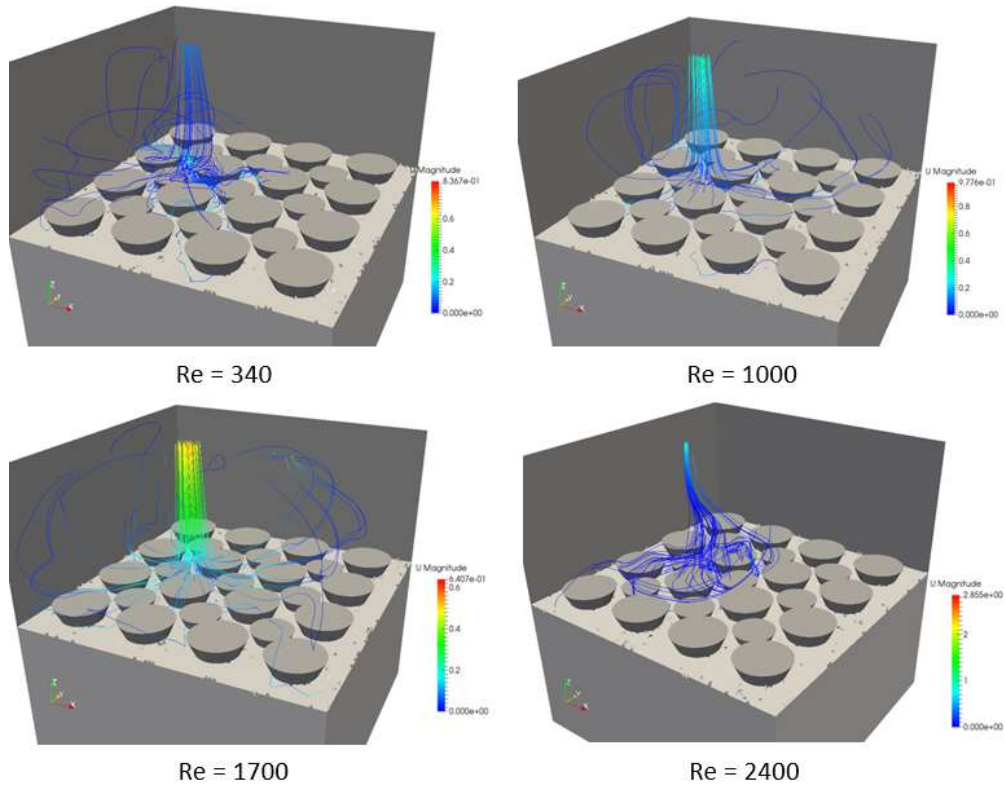 U Magnitude
8.367e-01
0.6
0.4
0.2
0.000e+00
Z
Y
X
Re = 340
U Magnitude
9.776e-01
0.8
0.6
0.4
0.2
0.000e+00
Z
Y
X
Re = 1000
U Magnitude
6.407e-01
0.6
0.4
0.2
0.000e+00
Z
Y
X
Re = 1700
U Magnitude
2.855e+00
2
1
0.000e+00
Z
Y
X
Re = 2400